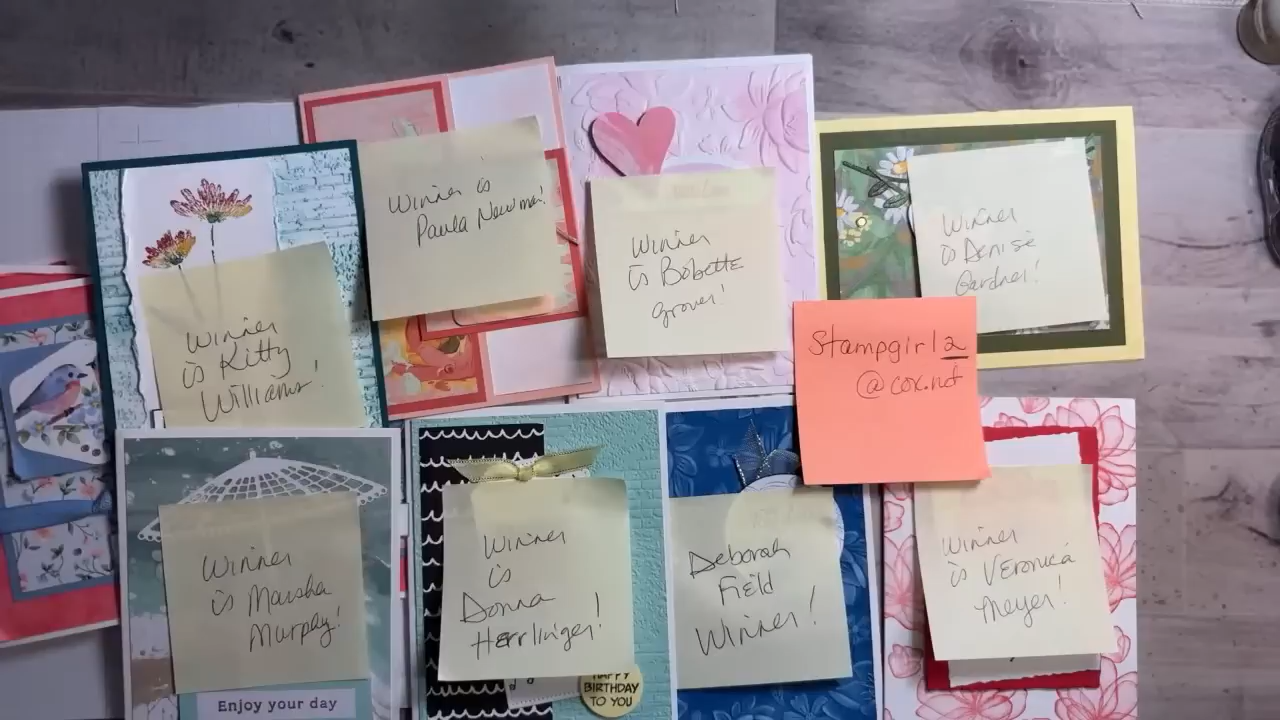 Winner is
Paula Newman!
Winner
is Bobette
Grover!
Winner
is Denise
Gardner!
Winner
is Kitty
Williams!
Stampgirl2
@cox.net
Winner
is Marsha
Murphy!
Enjoy your day
Winner
is
Donna
Herrlinger!
HAPPY
BIRTHDAY
TO YOU
Deborah
Field
Winner!
Winner
is Veronica
Meyer!